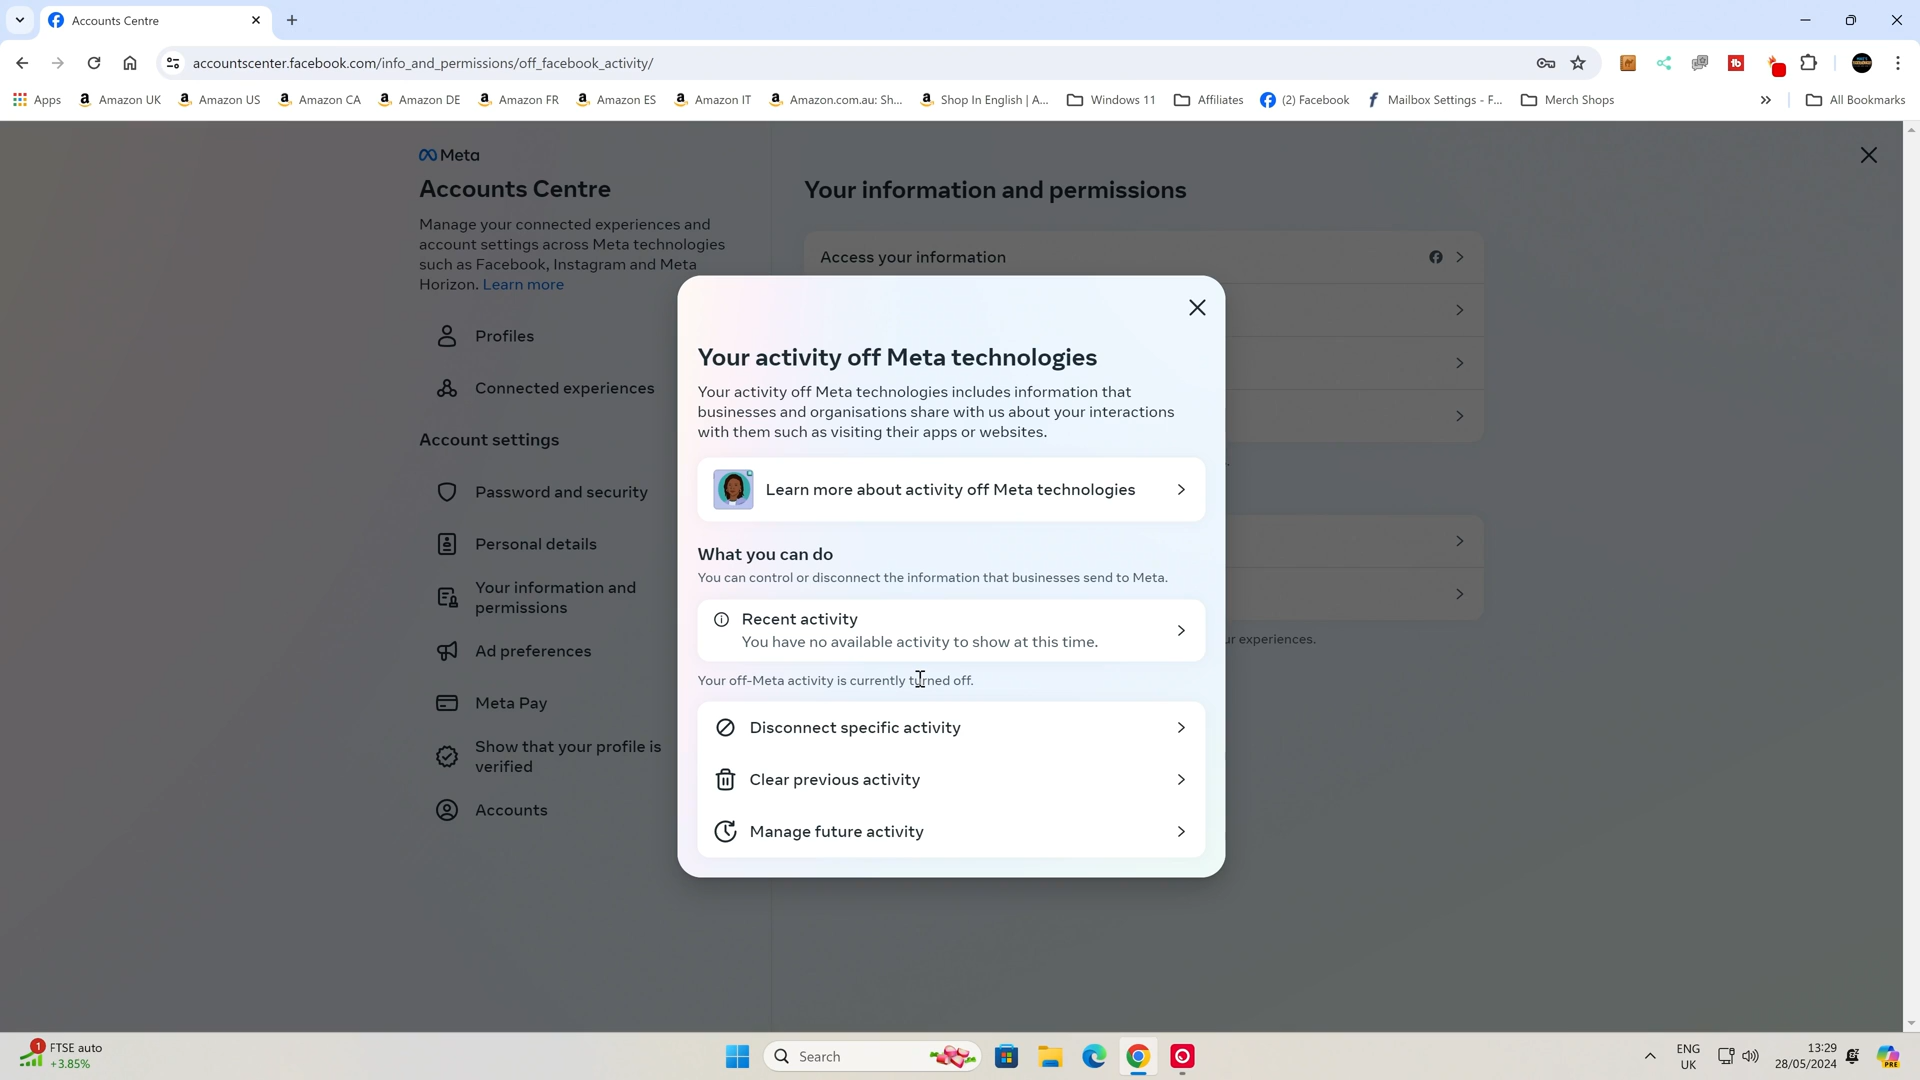 Accounts Centre
accountscenter.facebook.com/info_and_permissions/off_facebook_activity/
Apps
Amazon UK
Amazon US
Amazon CA
Amazon DE
Amazon FR
Amazon ES
Amazon IT
Amazon.com.au: Sh...
Shop In English | A...
Windows 11
Affiliates
(2) Facebook
Mailbox Settings - F...
Merch Shops
All Bookmarks
Meta
Accounts Centre
Manage your connected experiences and
account settings across Meta technologies
such as Facebook, Instagram and Meta
Horizon. Learn more
Profiles
Connected experiences
Account settings
Password and security
Personal details
Your information and
permissions
Ad preferences
Meta Pay
Show that your profile is
verified
Accounts
Your information and permissions
Access your information
ur experiences.
Your activity off Meta technologies
Your activity off Meta technologies includes information that
businesses and organisations share with us about your interactions
with them such as visiting their apps or websites.
Learn more about activity off Meta technologies
What you can do
You can control or disconnect the information that businesses send to Meta.
Recent activity
You have no available activity to show at this time.
Your off-Meta activity is currently turned off.
Disconnect specific activity
Clear previous activity
Manage future activity
1
FTSE auto
+3.85%
Search
ENG
UK
13:29
28/05/2024
PRE